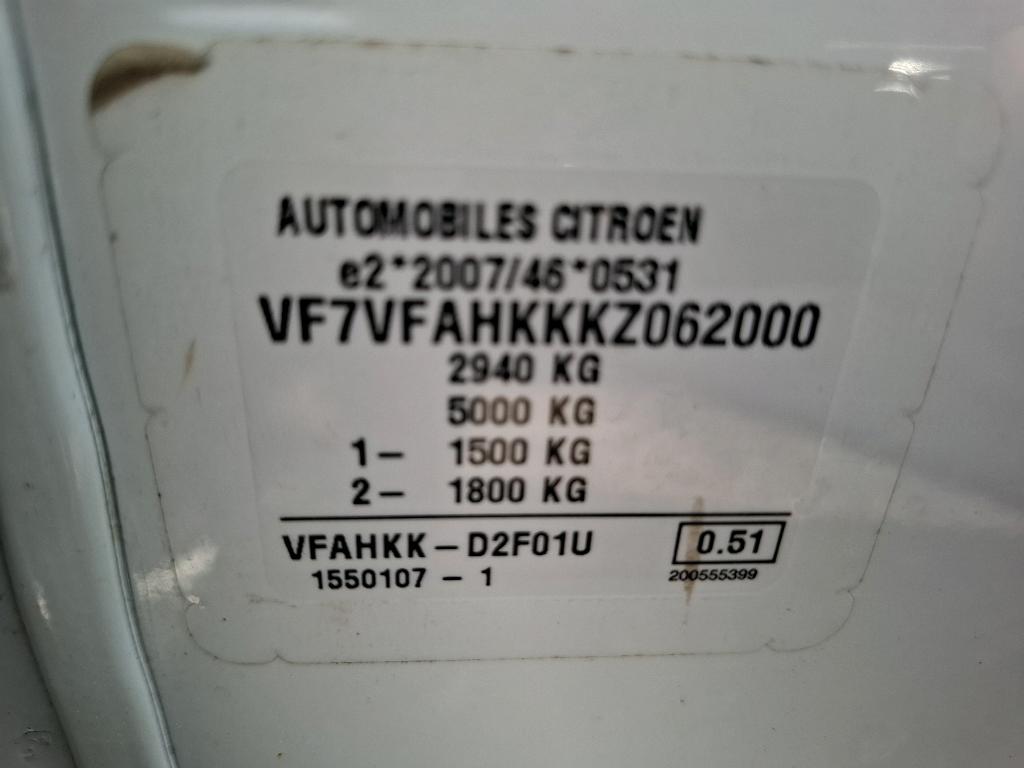 AUTOMOBILES CITROEN
e2*2007/46*0531
VF7VFAHKKKZ062000
2940 KG
5000 KG
1– 1500 KG
2– 1800 KG
VFAHKK – D2F01U 0.51
1550107 – 1 200555399